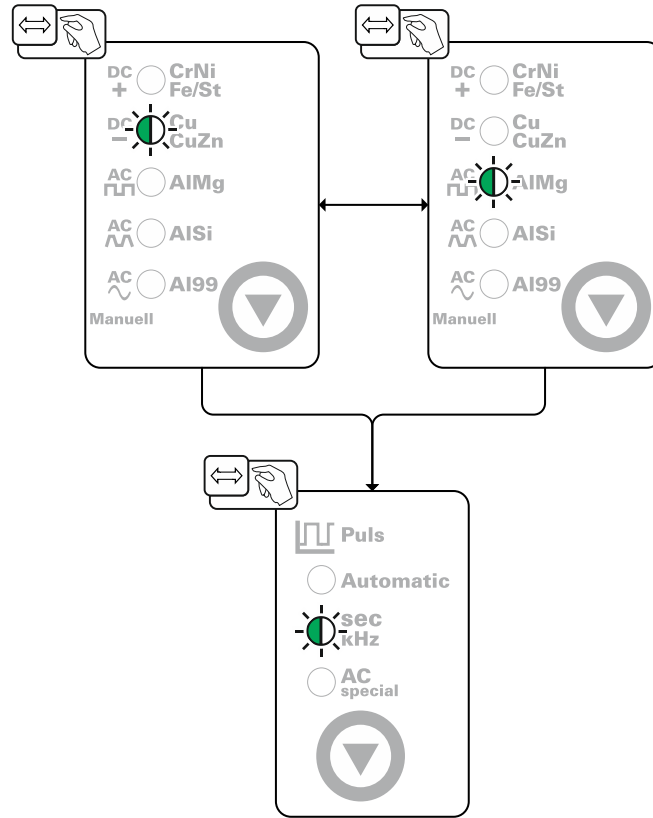 DC + CrNi
Fe/St
DC – Cu
CuZn
AC AlMg
AC AlSi
AC Al99
Manuell
DC + CrNi
Fe/St
DC – Cu
CuZn
AC AlMg
AC AlSi
AC Al99
Manuell
Puls
Automatic
sec
кHz
AC
special